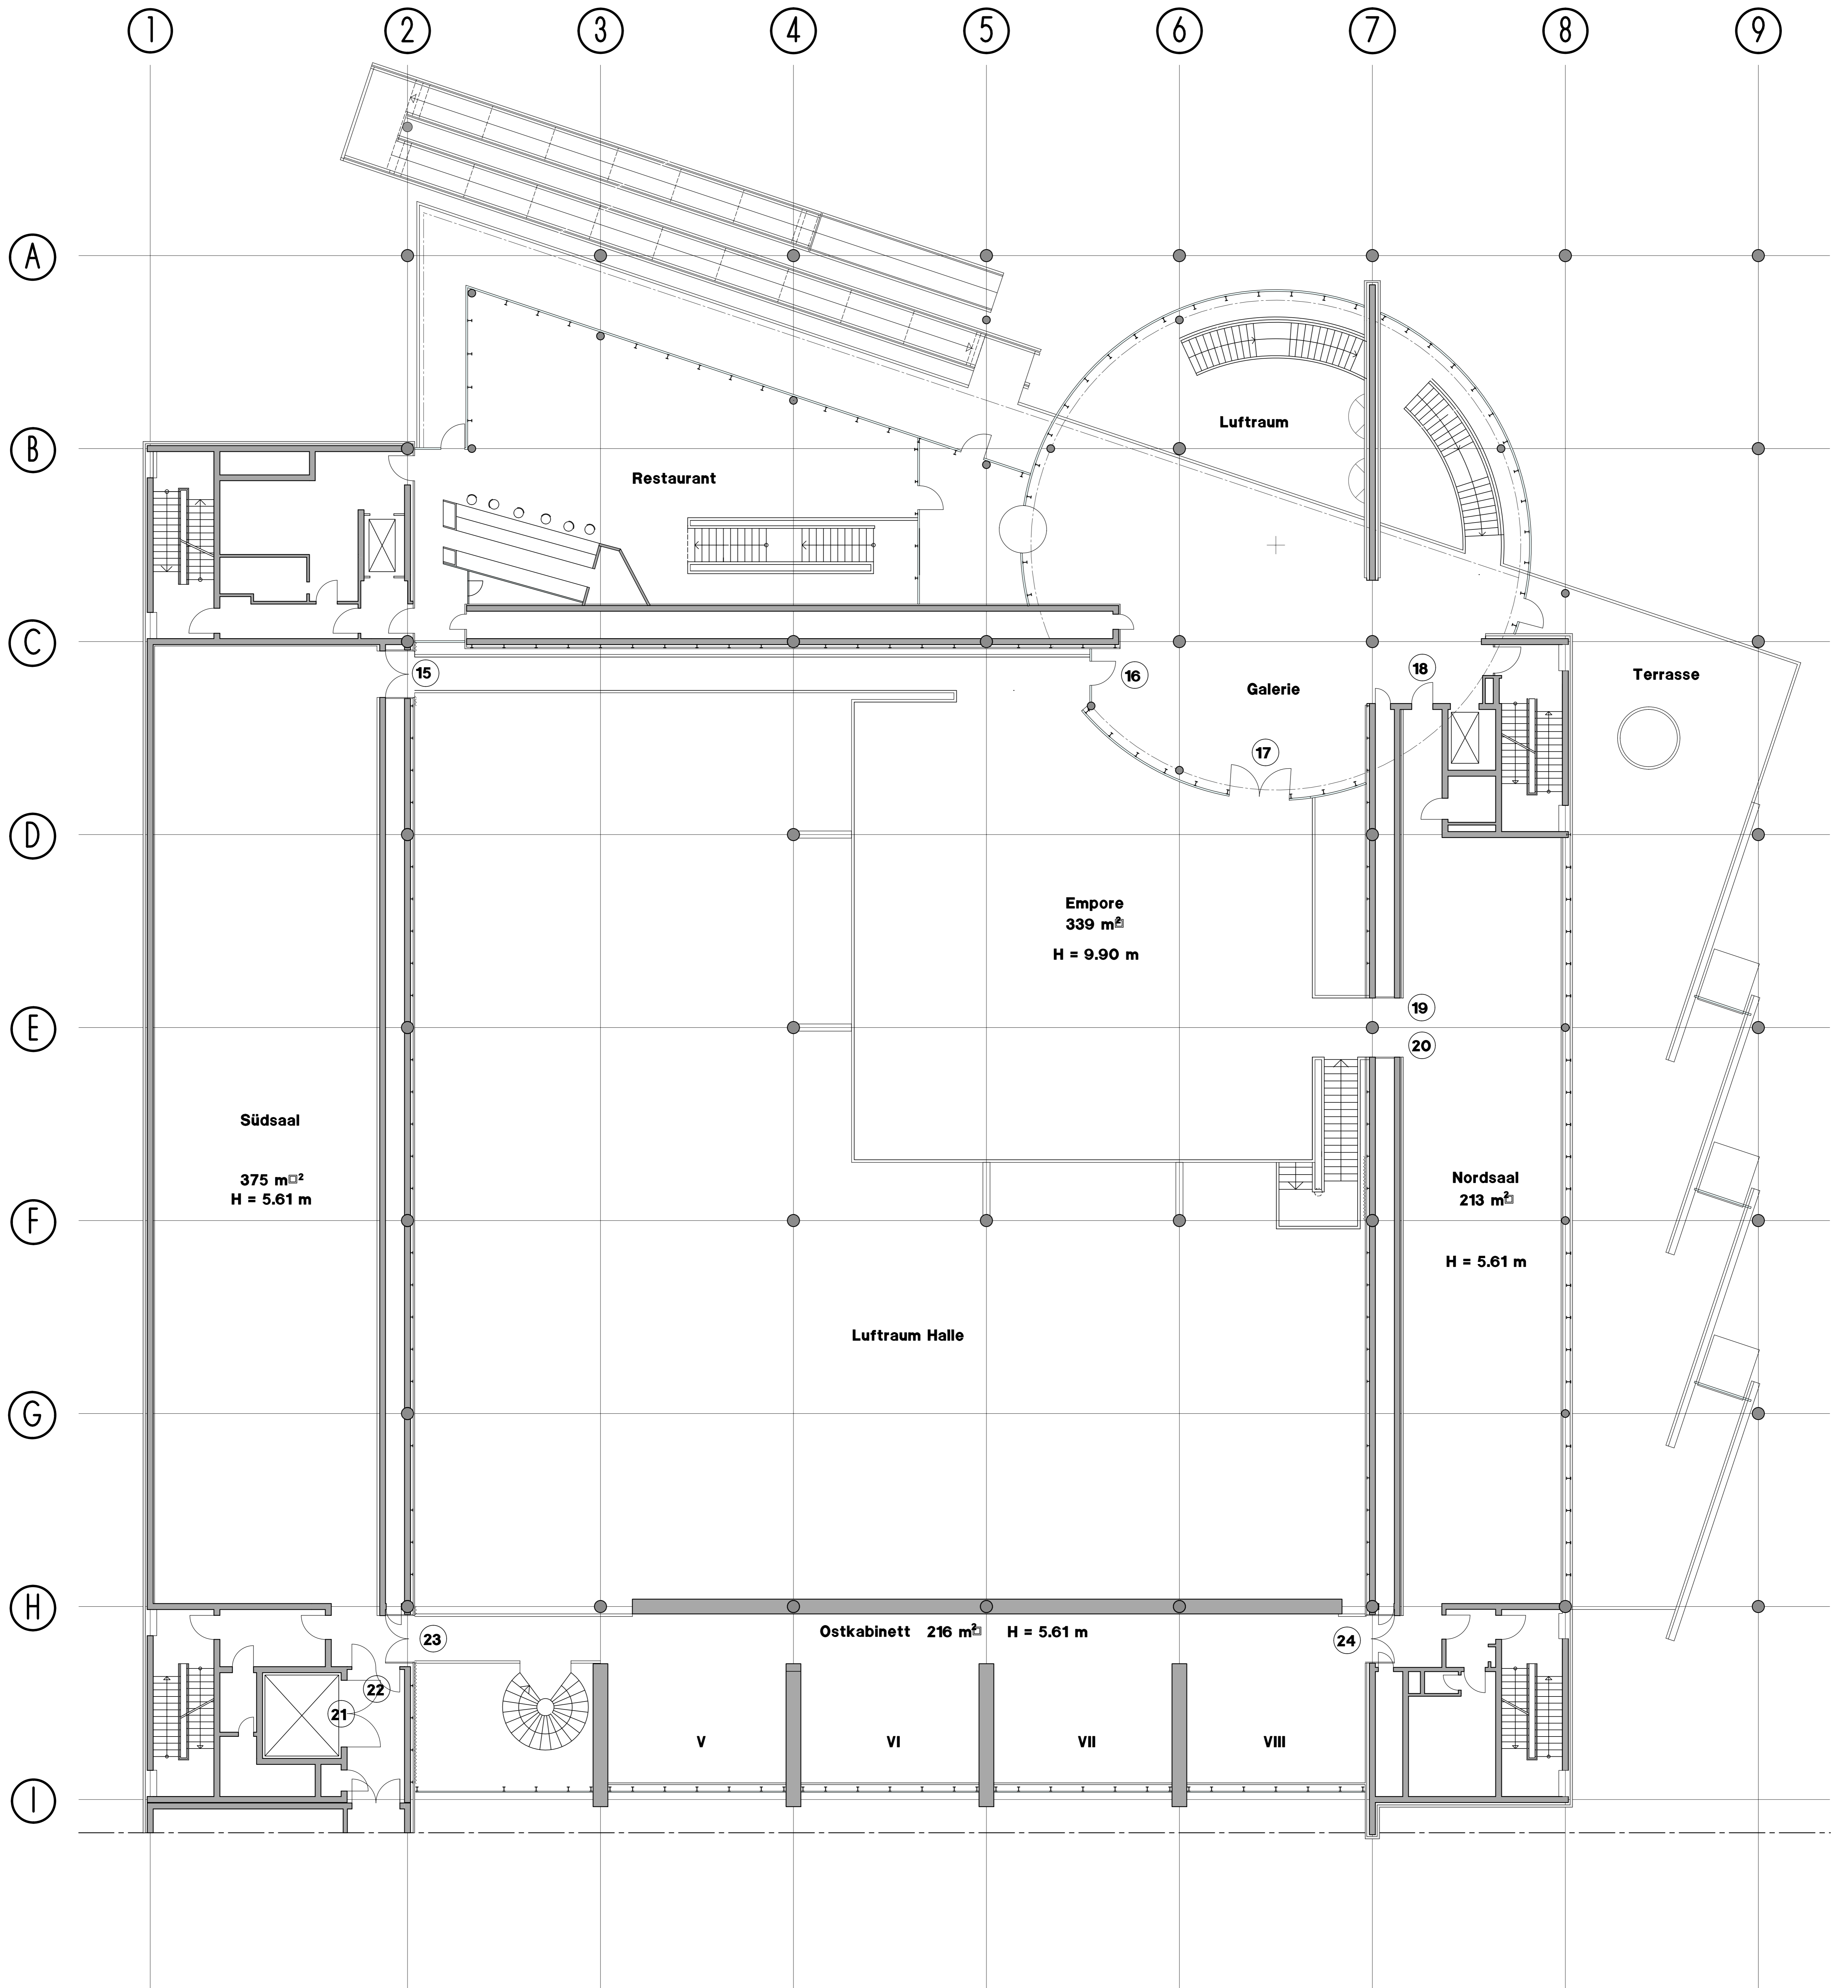 1 2 3 4 5 6 7 8 9
A
Luftraum
B
Restaurant
C
15
16
18
Galerie
Terrasse
17
D
Empore
339 m²
H = 9.90 m
E
19
20
Südsaal
375 m²
H = 5.61 m
Nordsaal
213 m²
H = 5.61 m
F
Luftraum Halle
G
H
Ostkabinett 216 m² H = 5.61 m
23
24
22
21
V VI VII VIII
I